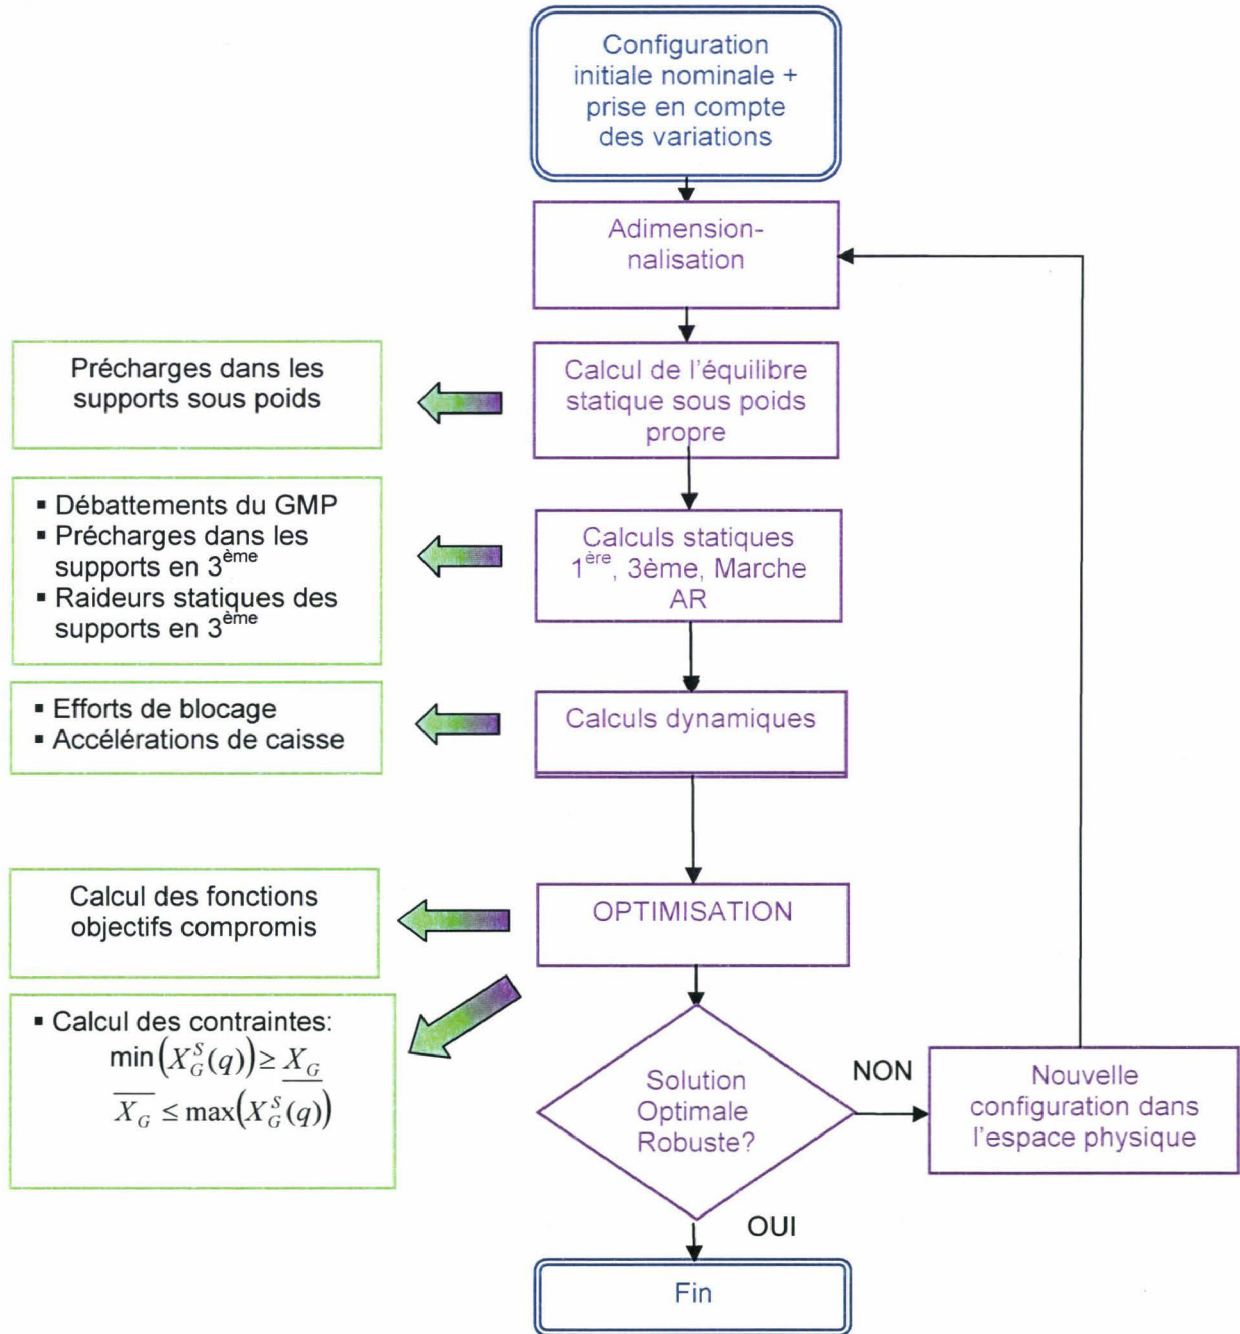 Configuration
initiale nominale +
prise en compte
des variations
Adimension-
nalisation
Précharges dans les
supports sous poids
Calcul de l'équilibre
statique sous poids
propre
▪ Débattements du GMP
▪ Précharges dans les
supports en 3ème
▪ Raideurs statiques des
supports en 3ème
Calculs statiques
1ère, 3ème, Marche
AR
▪ Efforts de blocage
▪ Accélérations de caisse
Calculs dynamiques
Calcul des fonctions
objectifs compromis
OPTIMISATION
▪ Calcul des contraintes:
min(X_G^S(q)) ≥ \underline{X_G}
\overline{X_G} ≤ max(X_G^S(q))
Solution
Optimale
Robuste?
NON
Nouvelle
configuration dans
l'espace physique
OUI
Fin